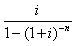 i
1-(1+i)^{-n}